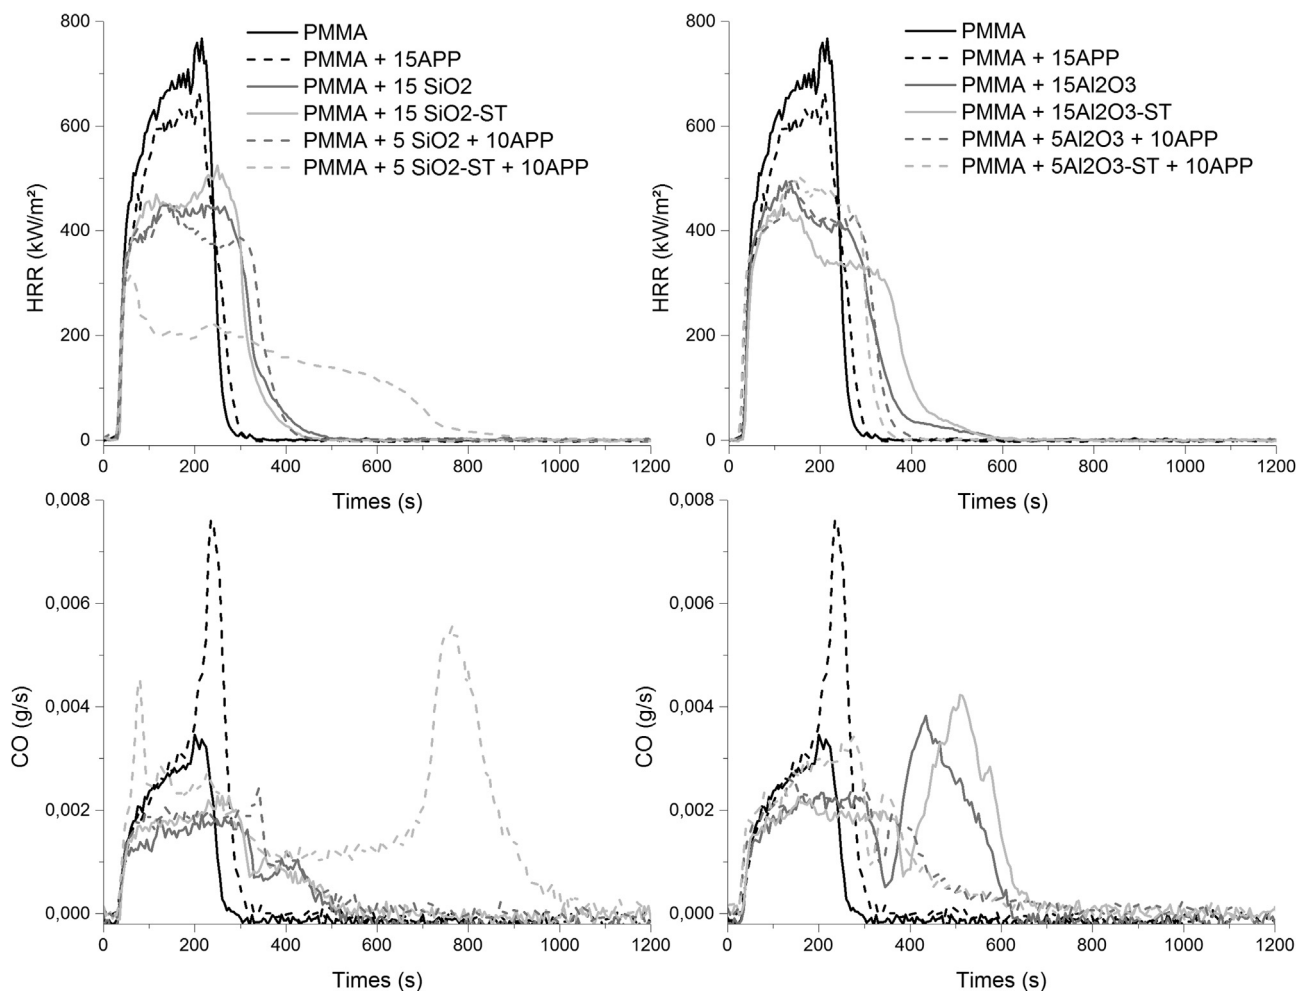 800
600
400
200
0
HRR (kW/m²)
PMMA
PMMA + 15APP
PMMA + 15 SiO2
PMMA + 15 SiO2-ST
PMMA + 5 SiO2 + 10APP
PMMA + 5 SiO2-ST + 10APP
0 200 400 600 800 1000 1200
Times (s)
800
600
400
200
0
HRR (kW/m²)
PMMA
PMMA + 15APP
PMMA + 15Al2O3
PMMA + 15Al2O3-ST
PMMA + 5Al2O3 + 10APP
PMMA + 5Al2O3-ST + 10APP
0 200 400 600 800 1000 1200
Times (s)
0,008
0,006
0,004
0,002
0,000
CO (g/s)
0 200 400 600 800 1000 1200
Times (s)
0,008
0,006
0,004
0,002
0,000
CO (g/s)
0 200 400 600 800 1000 1200
Times (s)